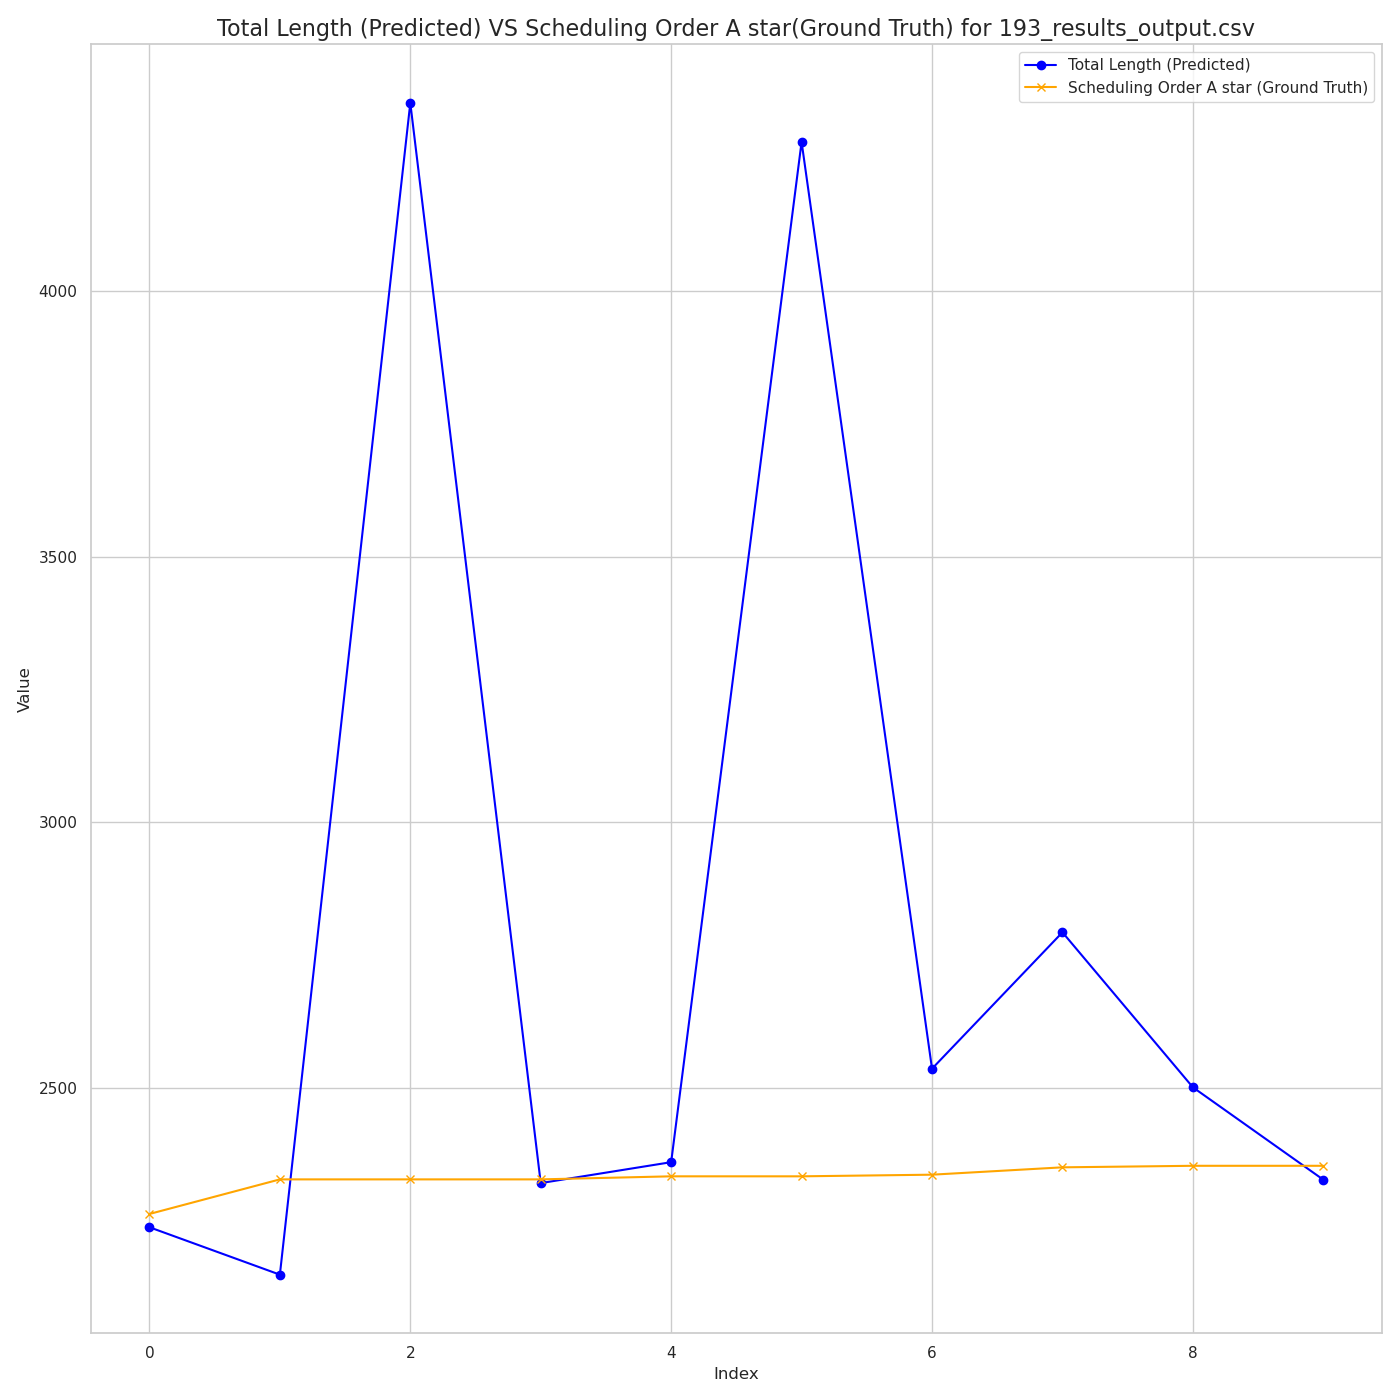 Total Length (Predicted) VS Scheduling Order A star(Ground Truth) for 193_results_output.csv
Total Length (Predicted)
Scheduling Order A star (Ground Truth)
4000
3500
3000
2500
Value
0
2
4
6
8
Index